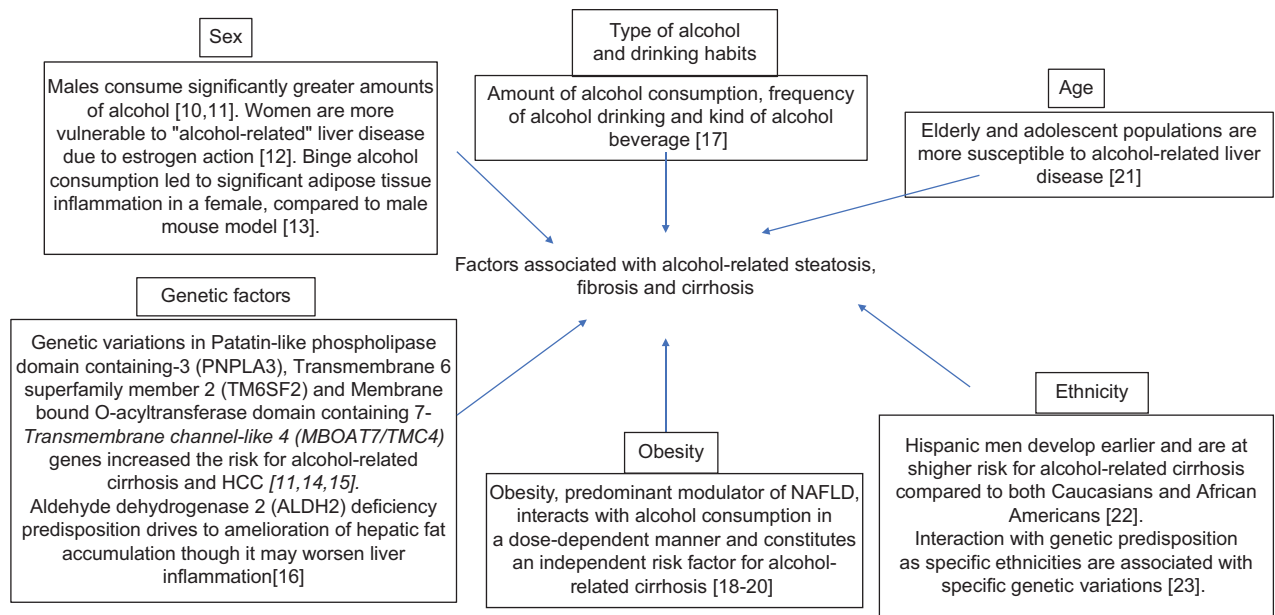 Sex
Males consume significantly greater amounts
of alcohol [10,11]. Women are more
vulnerable to "alcohol-related" liver disease
due to estrogen action [12]. Binge alcohol
consumption led to significant adipose tissue
inflammation in a female, compared to male
mouse model [13].
Type of alcohol
and drinking habits
Amount of alcohol consumption, frequency
of alcohol drinking and kind of alcohol
beverage [17]
Age
Elderly and adolescent populations are
more susceptible to alcohol-related liver
disease [21]
Factors associated with alcohol-related steatosis,
fibrosis and cirrhosis
Genetic factors
Genetic variations in Patatin-like phospholipase
domain containing-3 (PNPLA3), Transmembrane 6
superfamily member 2 (TM6SF2) and Membrane
bound O-acyltransferase domain containing 7-
Transmembrane channel-like 4 (MBOAT7/TMC4)
genes increased the risk for alcohol-related
cirrhosis and HCC [11,14,15].
Aldehyde dehydrogenase 2 (ALDH2) deficiency
predisposition drives to amelioration of hepatic fat
accumulation though it may worsen liver
inflammation[16]
Obesity
Obesity, predominant modulator of NAFLD,
interacts with alcohol consumption in
a dose-dependent manner and constitutes
an independent risk factor for alcohol-
related cirrhosis [18-20]
Ethnicity
Hispanic men develop earlier and are at
shigher risk for alcohol-related cirrhosis
compared to both Caucasians and African
Americans [22].
Interaction with genetic predisposition
as specific ethnicities are associated with
specific genetic variations [23].